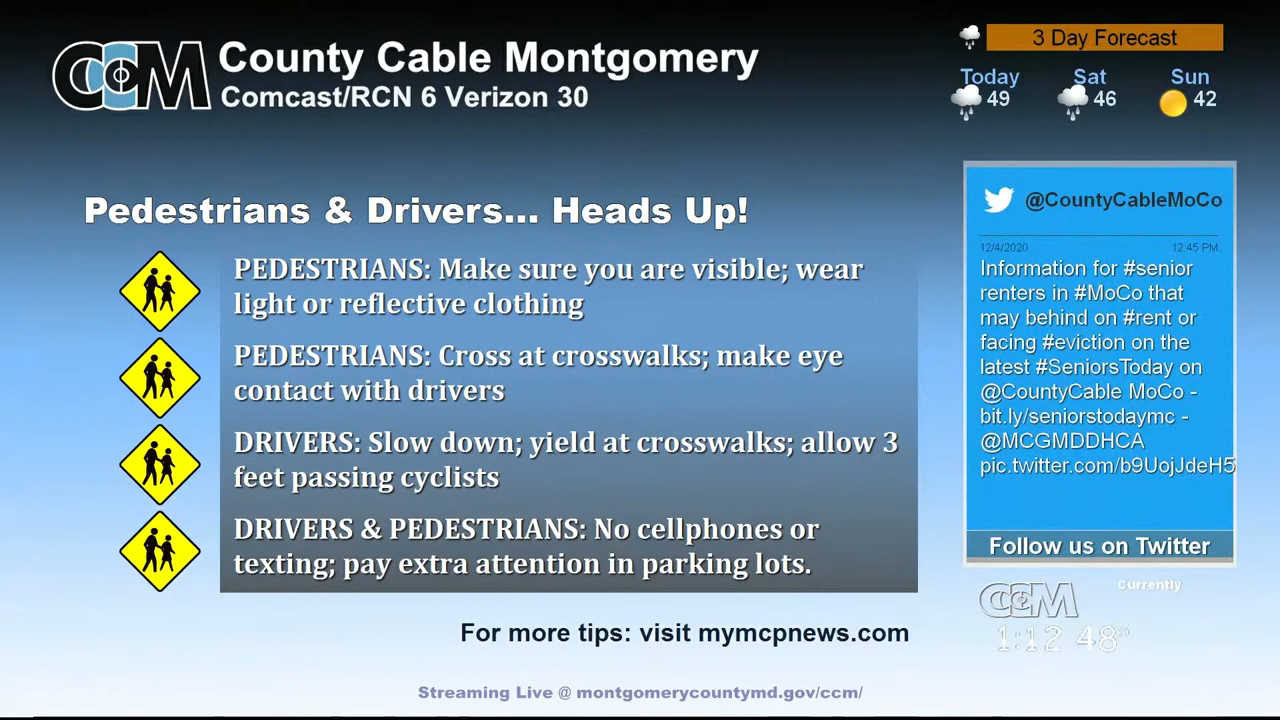 CCM
County Cable Montgomery
Comcast/RCN 6 Verizon 30
3 Day Forecast
Today
49
Sat
46
Sun
42
Pedestrians & Drivers... Heads Up!
PEDESTRIANS: Make sure you are visible; wear
light or reflective clothing
PEDESTRIANS: Cross at crosswalks; make eye
contact with drivers
DRIVERS: Slow down; yield at crosswalks; allow 3
feet passing cyclists
DRIVERS & PEDESTRIANS: No cellphones or
texting; pay extra attention in parking lots.
For more tips: visit mymcpnews.com
@CountyCableMoCo
12/4/2020 12:45 PM
Information for #senior
renters in #MoCo that
may behind on #rent or
facing #eviction on the
latest #SeniorsToday on
@CountyCable MoCo -
bit.ly/seniorstodaymc -
@MCGMDDHCA
pic.twitter.com/b9UojJdeH5
Follow us on Twitter
CCM
Currently
1:12 48°
Streaming Live @ montgomerycountymd.gov/ccm/